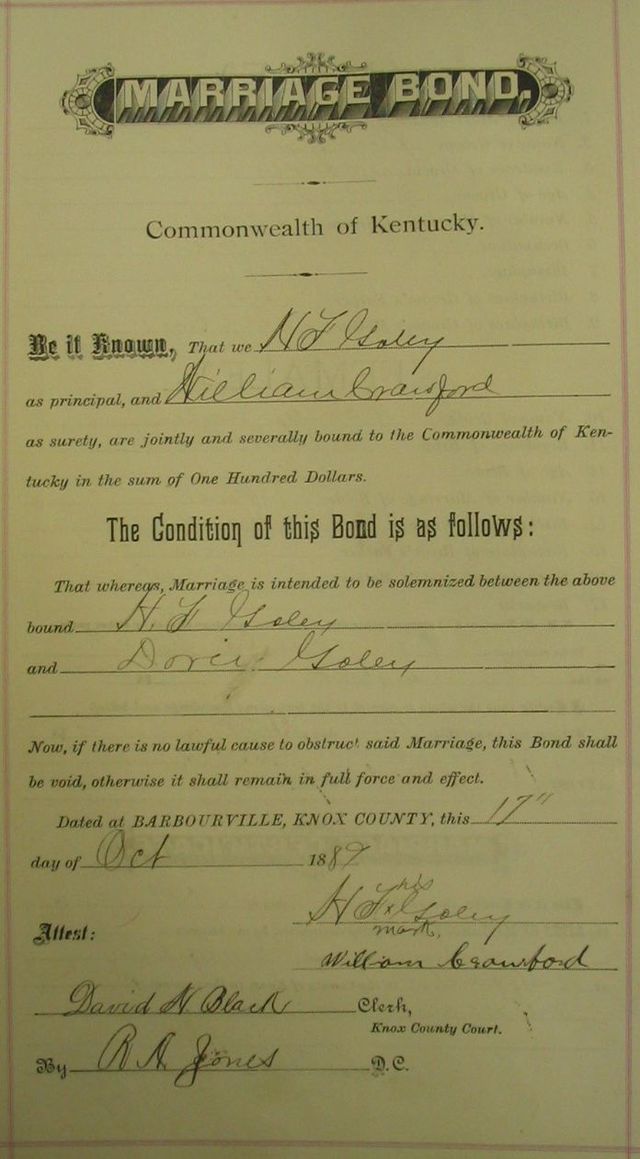 MARRIAGE BOND.
Commonwealth of Kentucky.
Be it Known, That we H F Goley
as principal, and William Crawford
as surety, are jointly and severally bound to the Commonwealth of Ken-
tucky in the sum of One Hundred Dollars.
The Condition of this Bond is as follows:
That whereas, Marriage is intended to be solemnized between the above
bound H. F Goley
and Goley
Now, if there is no lawful cause to obstruct said Marriage, this Bond shall
be void, otherwise it shall remain in full force and effect.
Dated at BARBOURVILLE, KNOX COUNTY, this 17"
day of Oct 1889
his
H F x Goley
mark,
Attest:
William Crawford
David N Black Clerk,
Knox County Court.
By R A Jones D.C.